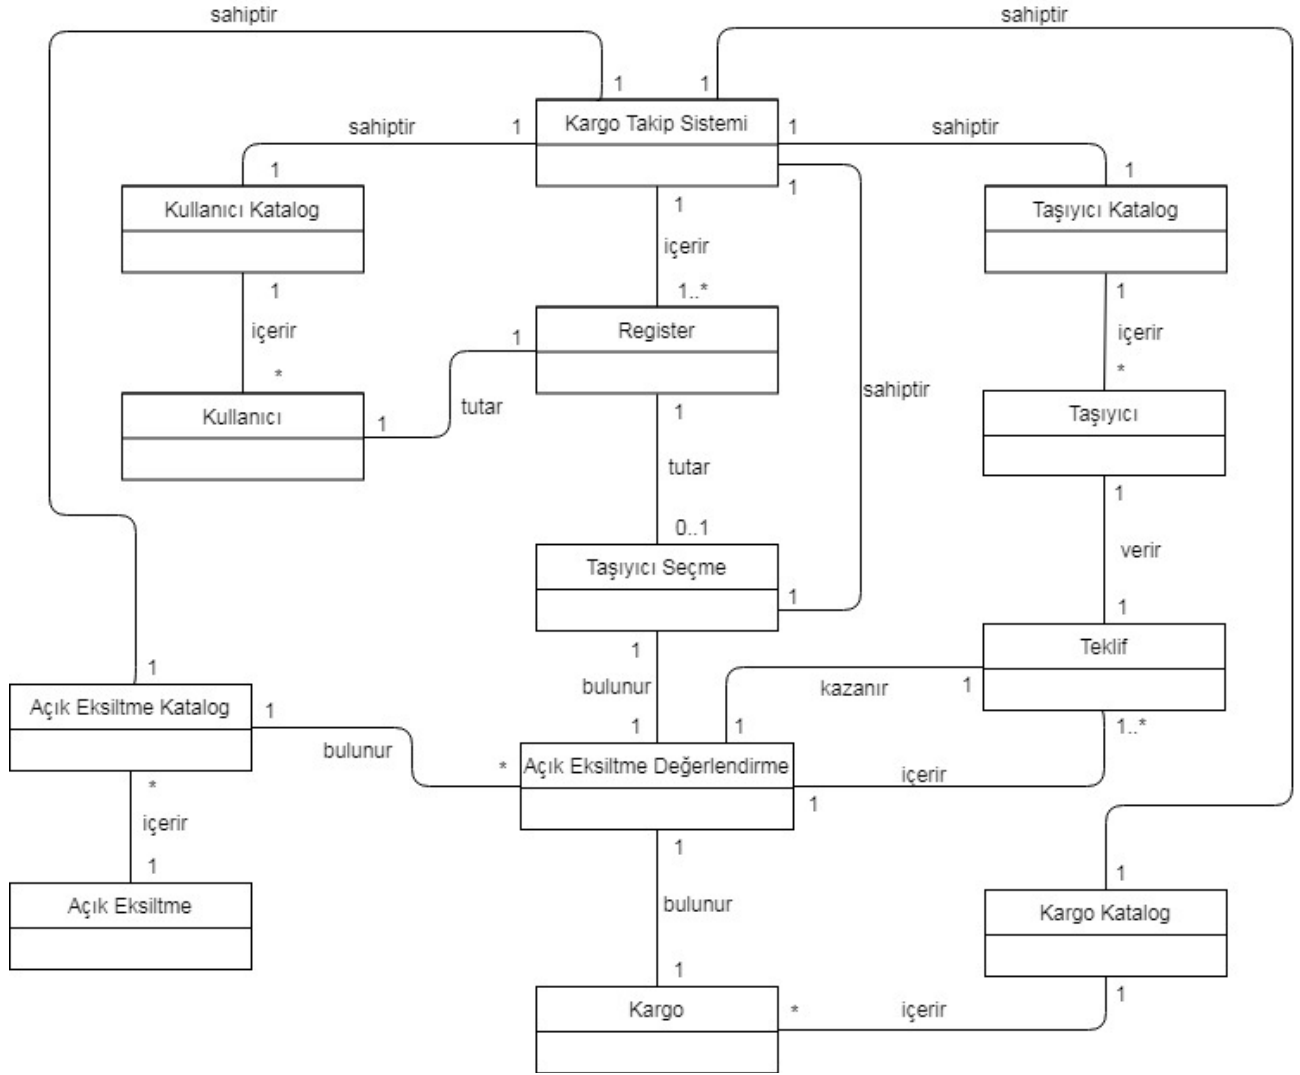 sahiptir
sahiptir
1
1
Kargo Takip Sistemi
sahiptir
1
1
sahiptir
1
1
1
Kullanıcı Katalog
1
Taşıyıcı Katalog
içerir
1
1
1..*
içerir
1
içerir
Register
*
*
sahiptir
Kullanıcı
1
tutar
1
Taşıyıcı
tutar
1
0..1
verir
Taşıyıcı Seçme
1
1
1
Teklif
bulunur
kazanır
1
1
Açık Eksiltme Katalog
1
1
1
1..*
bulunur
*
Açık Eksiltme Değerlendirme
içerir
*
1
içerir
1
1
1
Açık Eksiltme
bulunur
Kargo Katalog
1
1
Kargo
*
içerir